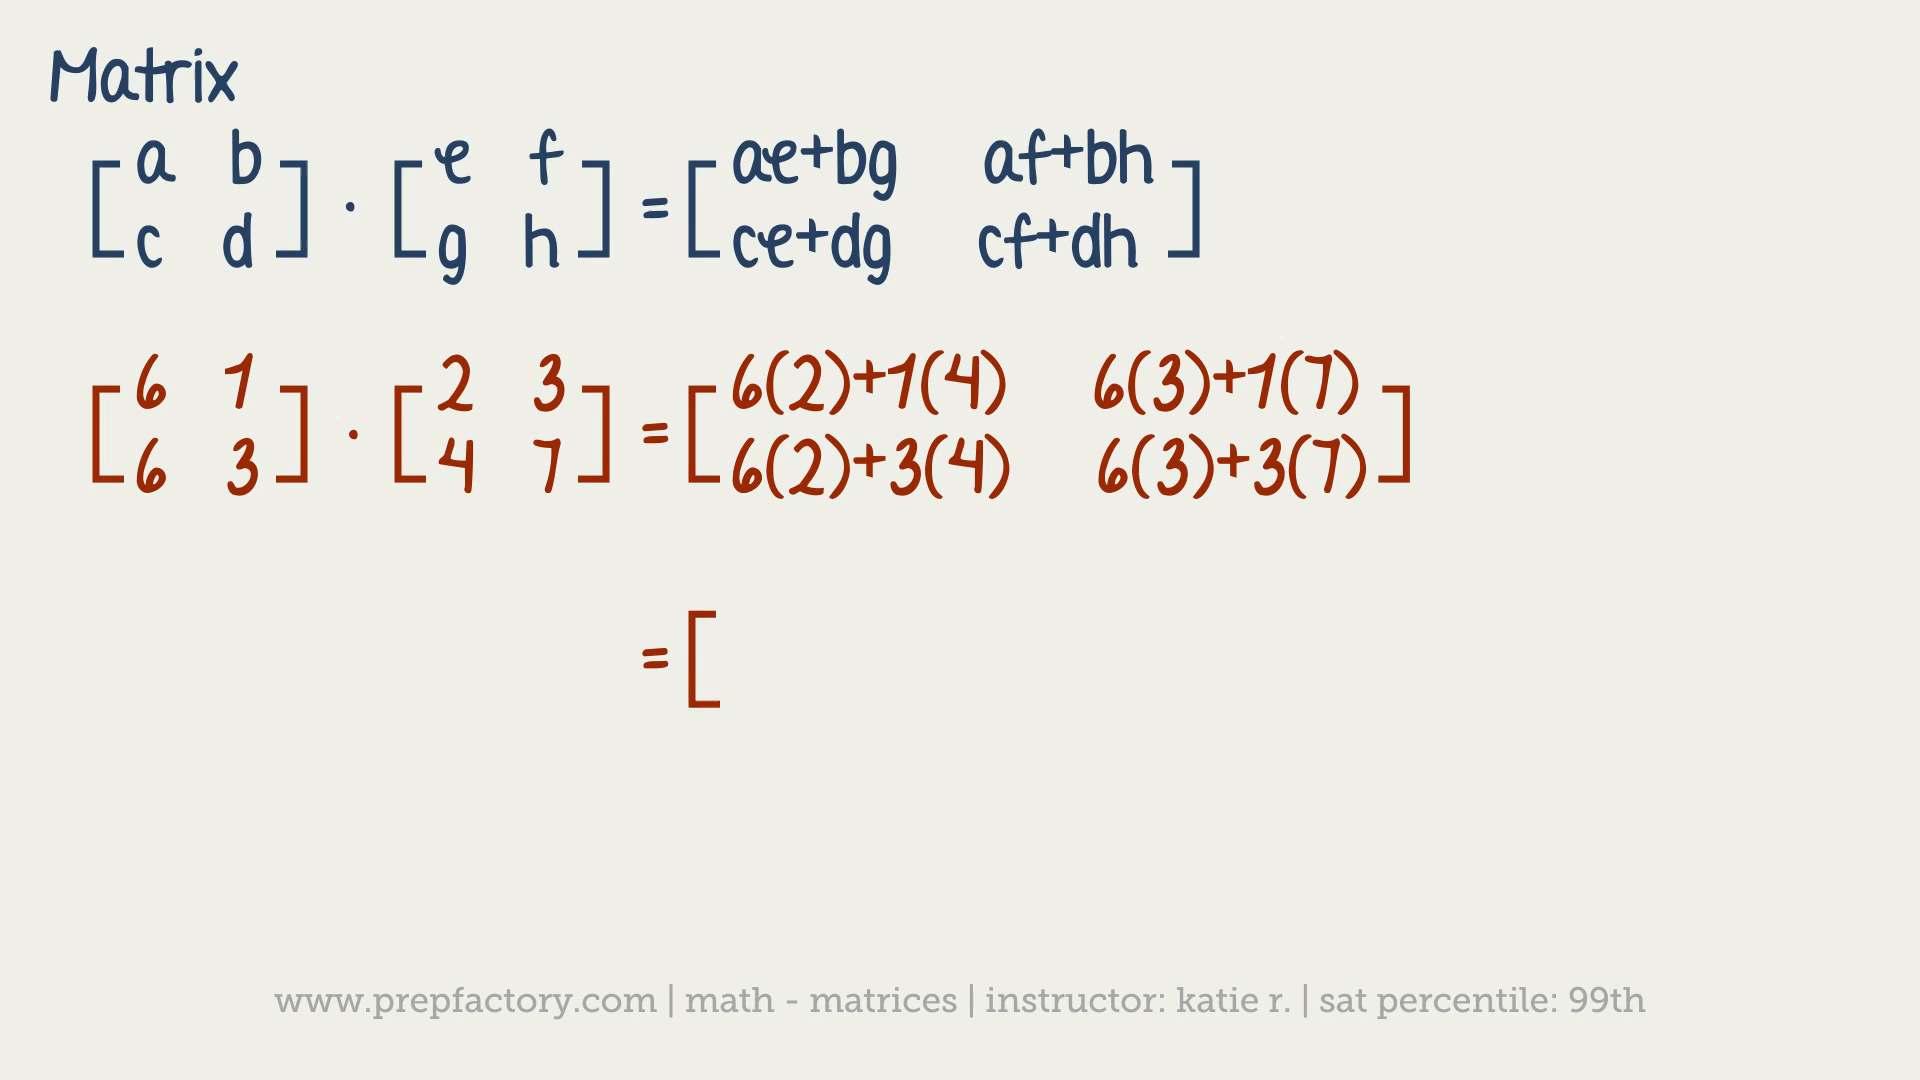 Matrix
[a b] · [e f] = [ae+bg af+bh]
[c d] [g h] [ce+dg cf+dh]
[6 1] · [2 3] = [6(2)+1(4) 6(3)+1(7)]
[6 3] [4 7] [6(2)+3(4) 6(3)+3(7)]
= [
www.prepfactory.com | math - matrices | instructor: katie r. | sat percentile: 99th